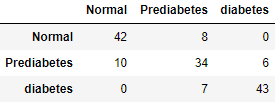 Normal Prediabetes diabetes
Normal 42 8 0
Prediabetes 10 34 6
diabetes 0 7 43